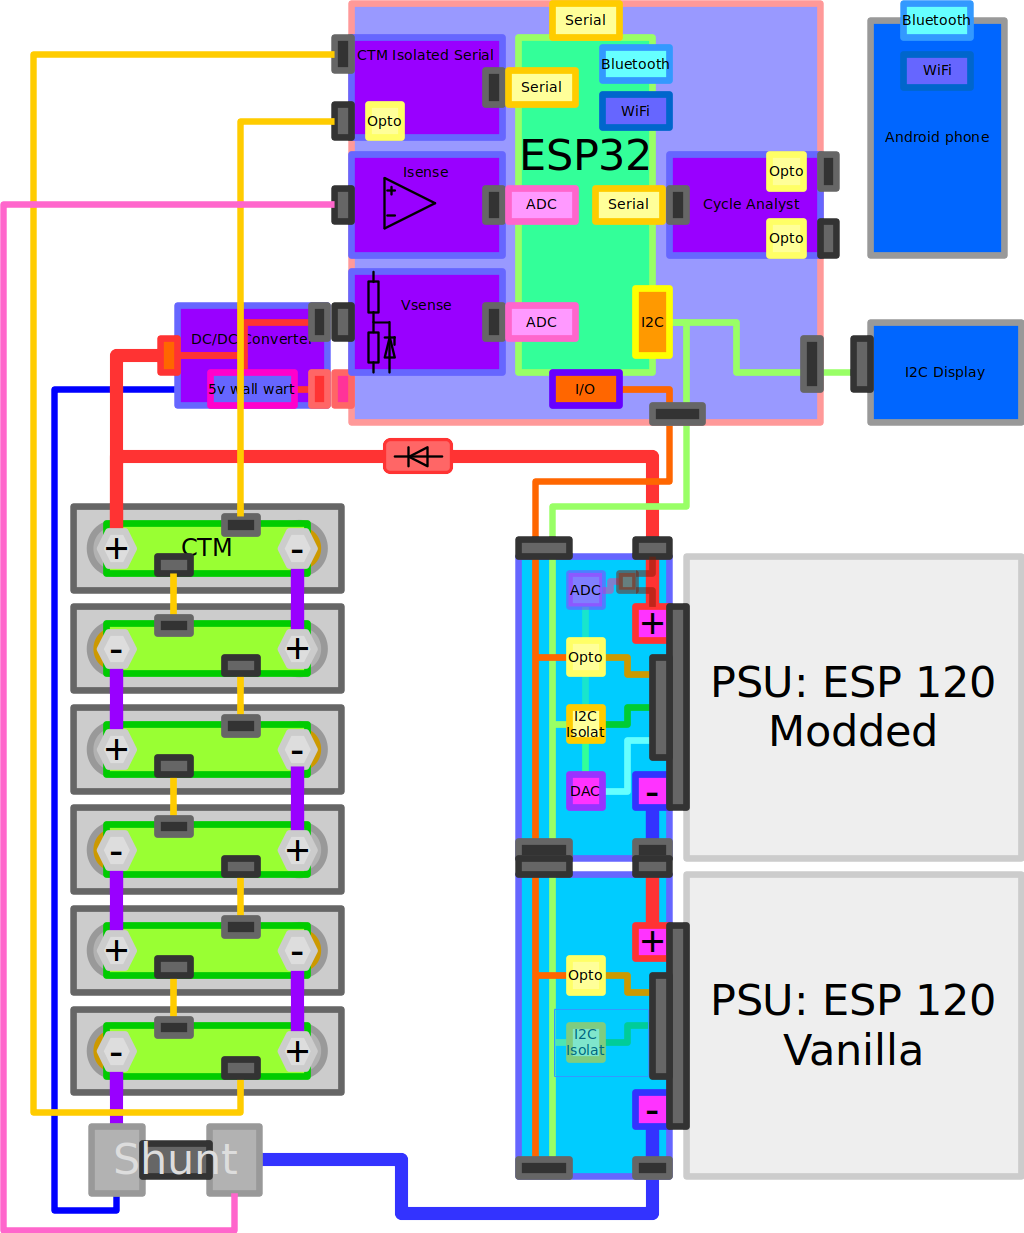 Serial
Bluetooth
CTM Isolated Serial
Bluetooth
WiFi
Serial
WiFi
Opto
Android phone
ESP32
Isense
Opto
+
-
ADC
Serial
Cycle Analyst
Opto
Vsense
DC/DC Converter
ADC
I2C
I2C Display
5v wall wart
I/O
+
CTM
-
ADC
+
-
+
Opto
PSU: ESP 120
Modded
I2C
Isolat
+
-
DAC
-
-
+
+
-
+
Opto
PSU: ESP 120
Vanilla
I2C
Isolat
-
+
-
Shunt